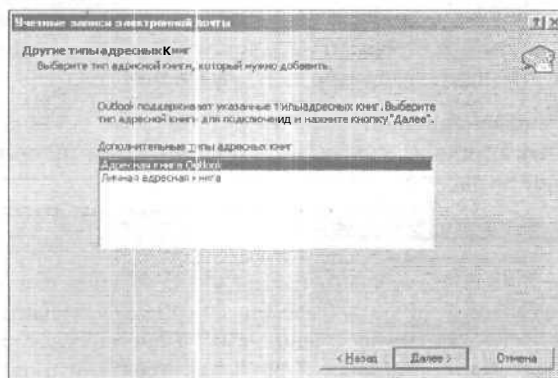 Учетные записи электронной почты
Другие типы адресных Книг
Выберите тип адресной книги, который нужно добавить.
Outlook поддерживает указанные типы адресных книг. Выберите
тип адресной книги для подключенид и нажмите кнопку "Далее".
Дополнительные типы адресных книг
Адресная книга Outlook
Личная адресная книга
< Назад
Далее >
Отмена